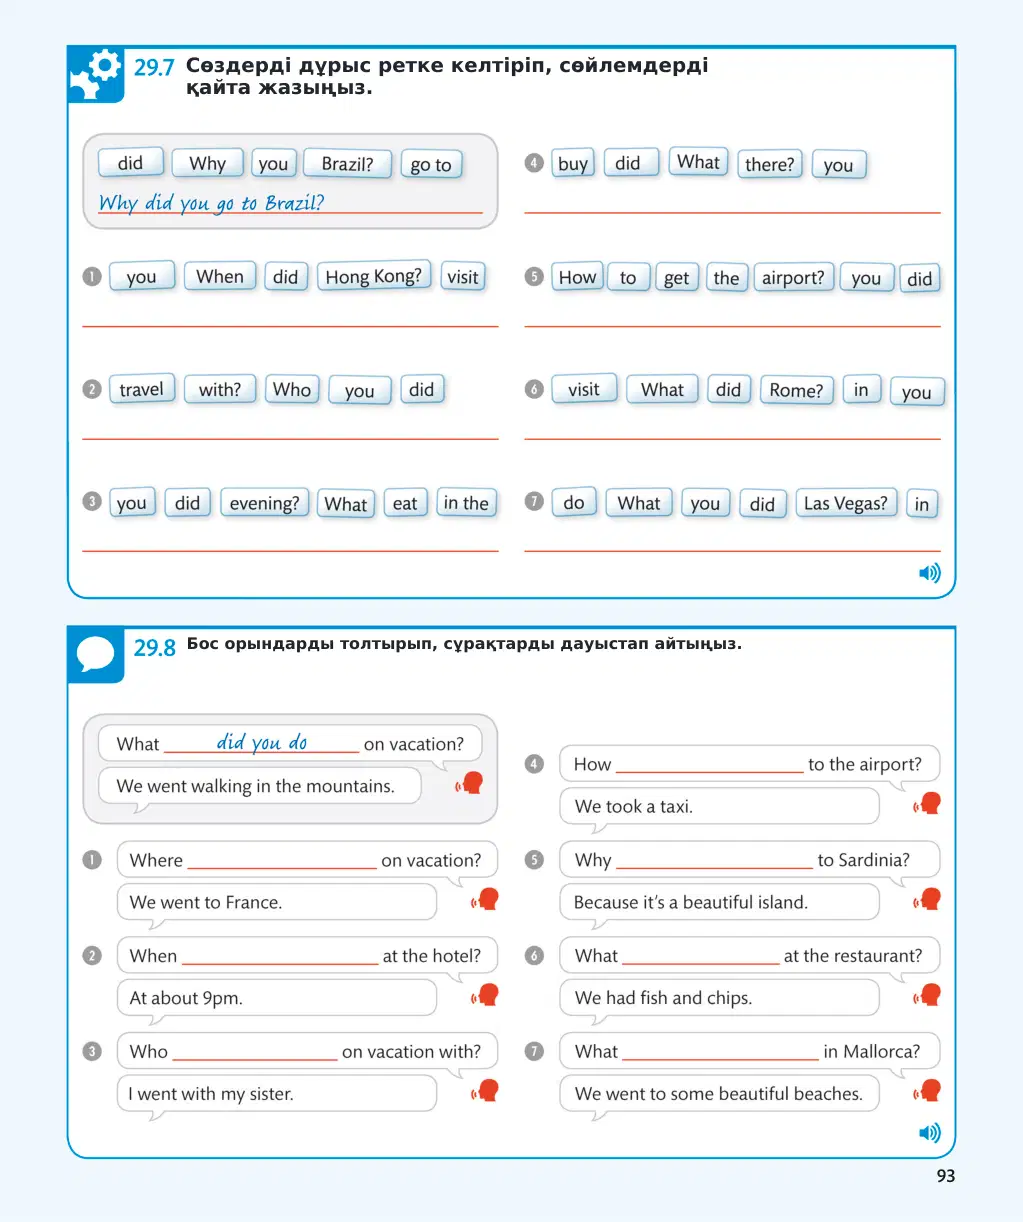 29.7 Сөздерді дұрыс ретке келтіріп, сөйлемдерді
қайта жазыңыз.
did Why you Brazil? go to
Why did you go to Brazil?
1 you When did Hong Kong? visit
2 travel with? Who you did
3 you did evening? What eat in the
4 buy did What there? you
5 How to get the airport? you did
6 visit What did Rome? in you
7 do What you did Las Vegas? in
29.8 Бос орындарды толтырып, сұрақтарды дауыстап айтыңыз.
What did you do on vacation?
We went walking in the mountains.
1 Where on vacation?
We went to France.
2 When at the hotel?
At about 9pm.
3 Who on vacation with?
I went with my sister.
4 How to the airport?
We took a taxi.
5 Why to Sardinia?
Because it's a beautiful island.
6 What at the restaurant?
We had fish and chips.
7 What in Mallorca?
We went to some beautiful beaches.
93